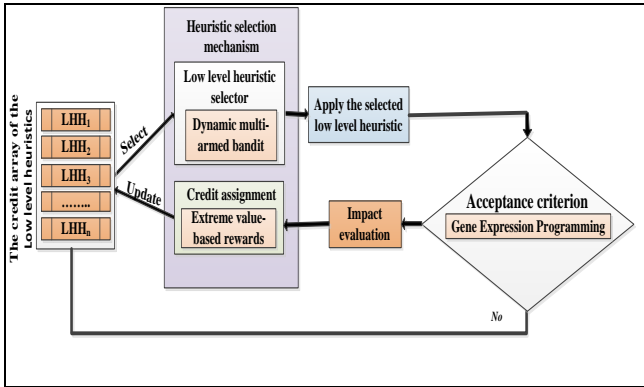 The credit array of the
Low level heuristics
LHH1
LHH2
LHH3
........
LHHn
Select
Update
Heuristic selection
mechanism
Low level heuristic
selector
Dynamic multi-
armed bandit
Credit assignment
Extreme value-
based rewards
Apply the selected
low level heuristic
Impact
evaluation
Acceptance criterion
Gene Expression Programming
No